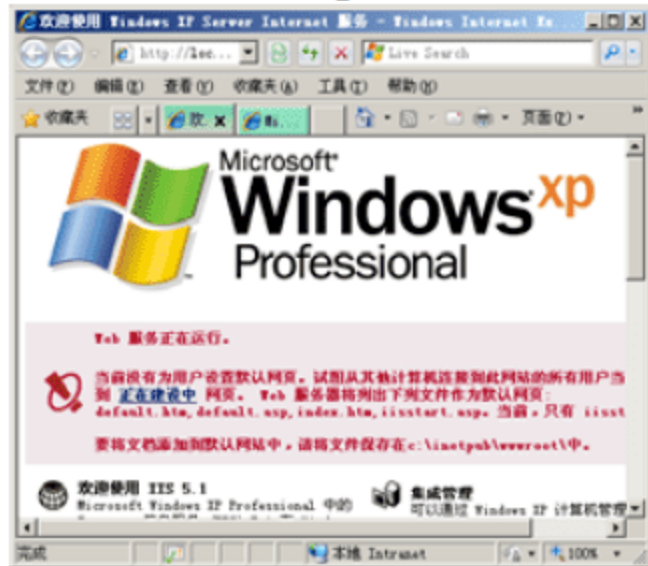 欢迎使用 Windows XP Server Internet 服务 - Windows Internet Ex...
http://loc...
Live Search
文件(F) 编辑(E) 查看(V) 收藏夹(A) 工具(T) 帮助(H)
收藏夹 欢
页面(P)
Microsoft
Windows xp
Professional
Web 服务正在运行。
当前没有为用户设置默认网页。试图从其他计算机连接到此网站的所有用户当
到 正在建设中 网页。 Web 服务器将列出下列文件作为默认网页:
default.htm,default.asp,index.htm,iisstart.asp。当前，只有 iisst
要将文档添加到默认网站中，请将文件保存在c:\inetpub\wwwroot\中。
欢迎使用 IIS 5.1
Microsoft Windows XP Professional 中的
集成管理
可以通过 Windows XP 计算机管理
完成
本地 Intranet
100%